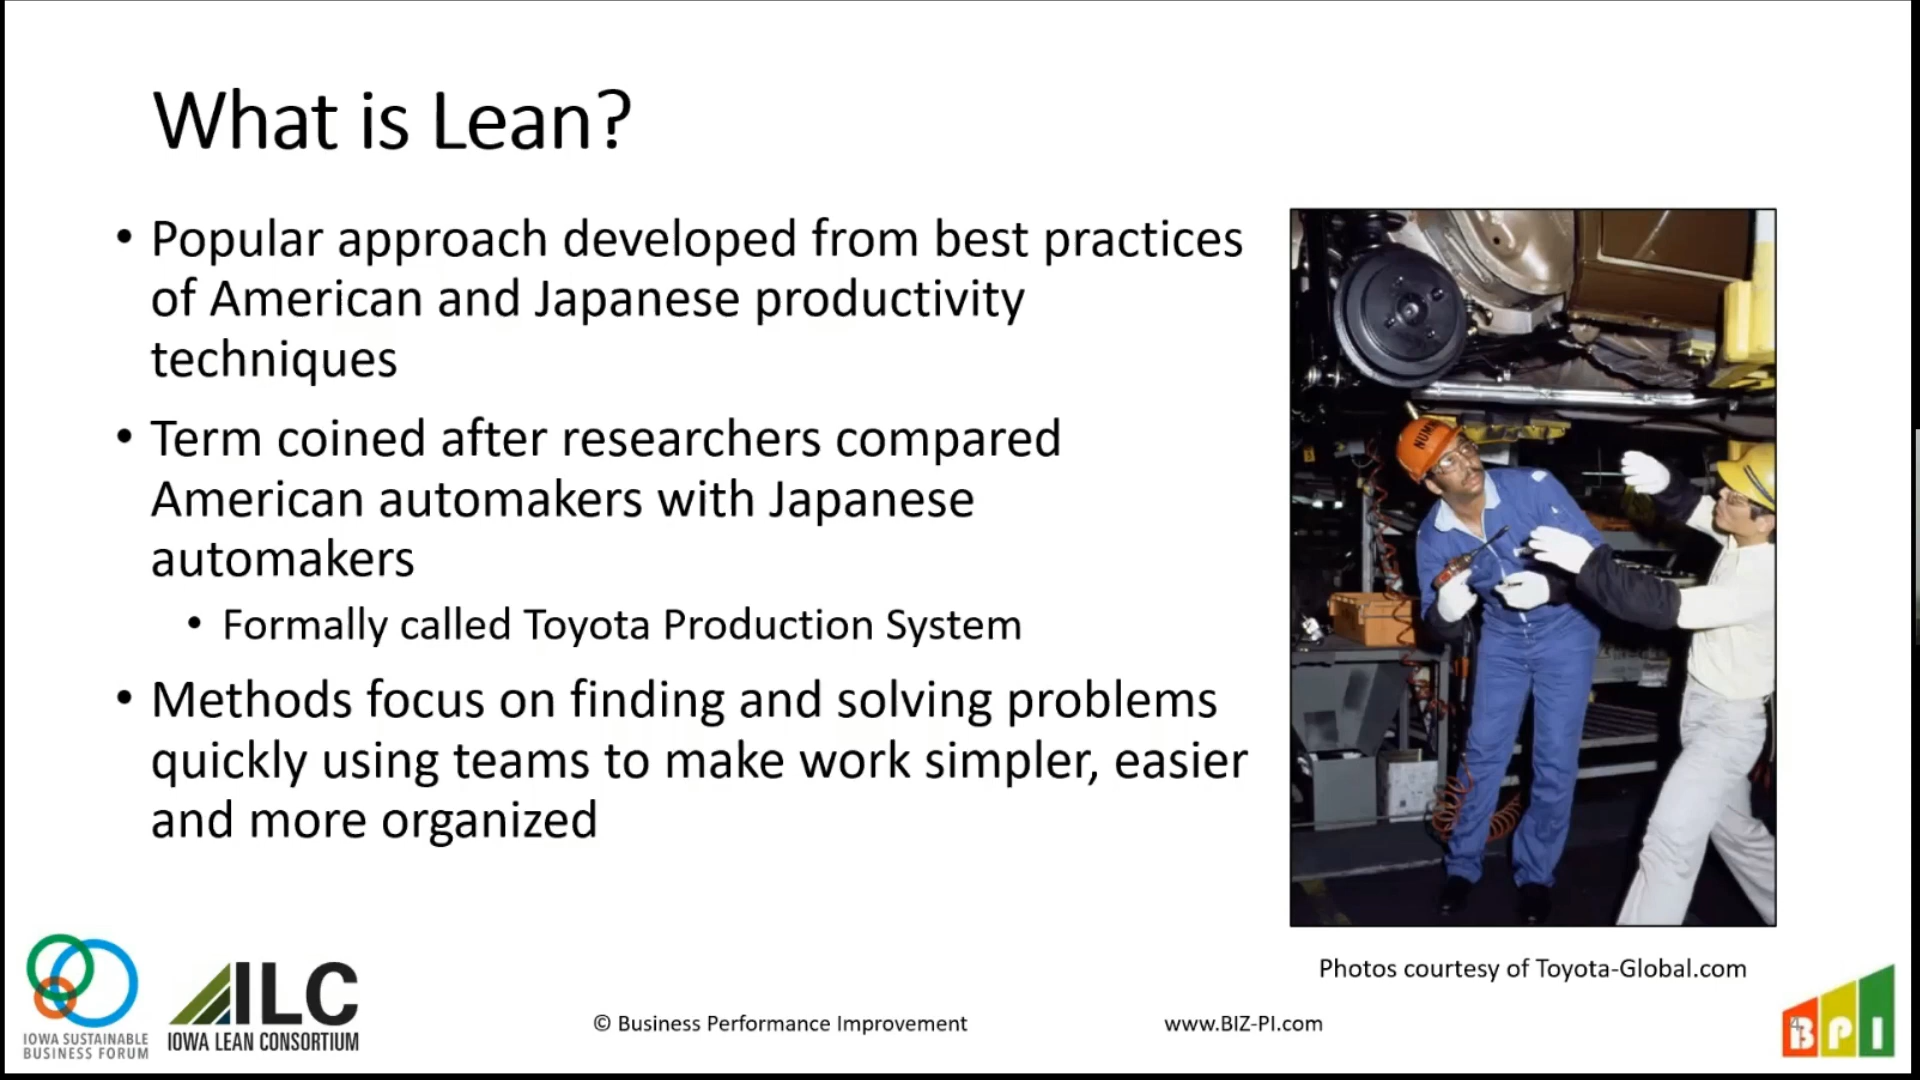 What is Lean?
• Popular approach developed from best practices
of American and Japanese productivity
techniques
• Term coined after researchers compared
American automakers with Japanese
automakers
• Formally called Toyota Production System
• Methods focus on finding and solving problems
quickly using teams to make work simpler, easier
and more organized
Photos courtesy of Toyota-Global.com
IOWA SUSTAINABLE
BUSINESS FORUM
ILC
IOWA LEAN CONSORTIUM
© Business Performance Improvement
www.BIZ-PI.com
BPI